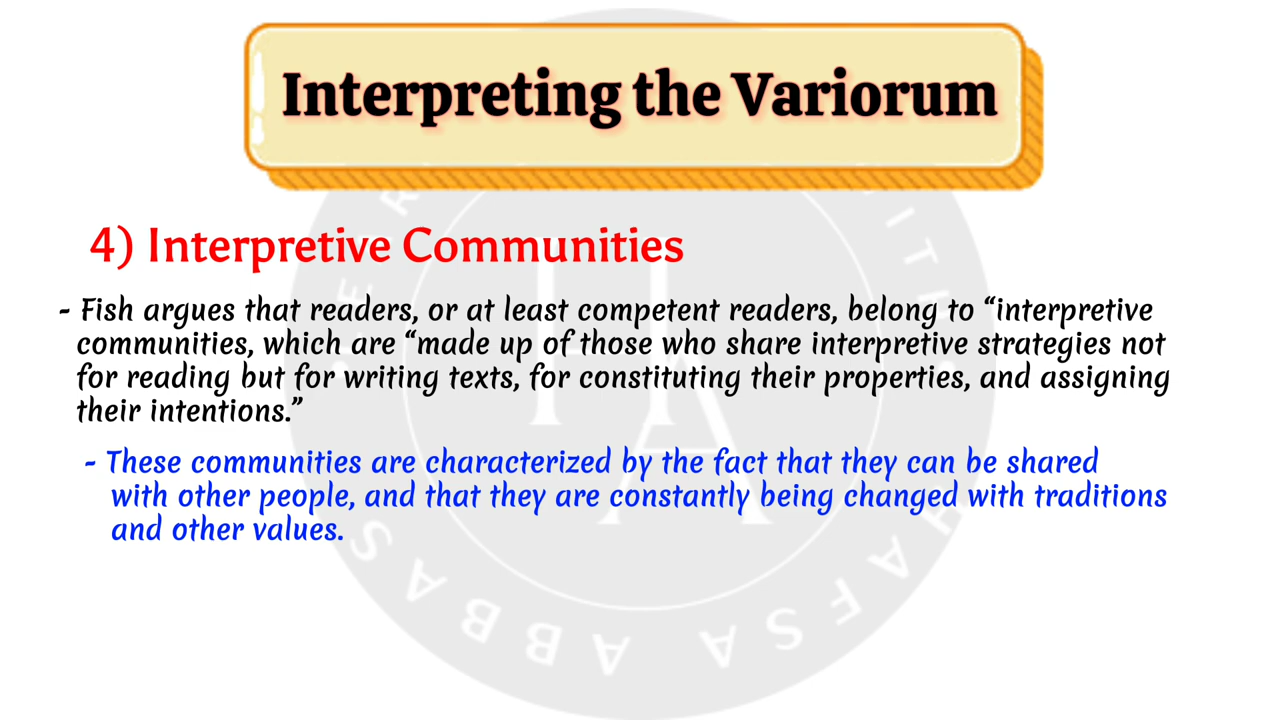 Interpreting the Variorum
4) Interpretive Communities
- Fish argues that readers, or at least competent readers, belong to “interpretive
communities, which are “made up of those who share interpretive strategies not
for reading but for writing texts, for constituting their properties, and assigning
their intentions.”
- These communities are characterized by the fact that they can be shared
with other people, and that they are constantly being changed with traditions
and other values.
HA
HAFSA ABBAS